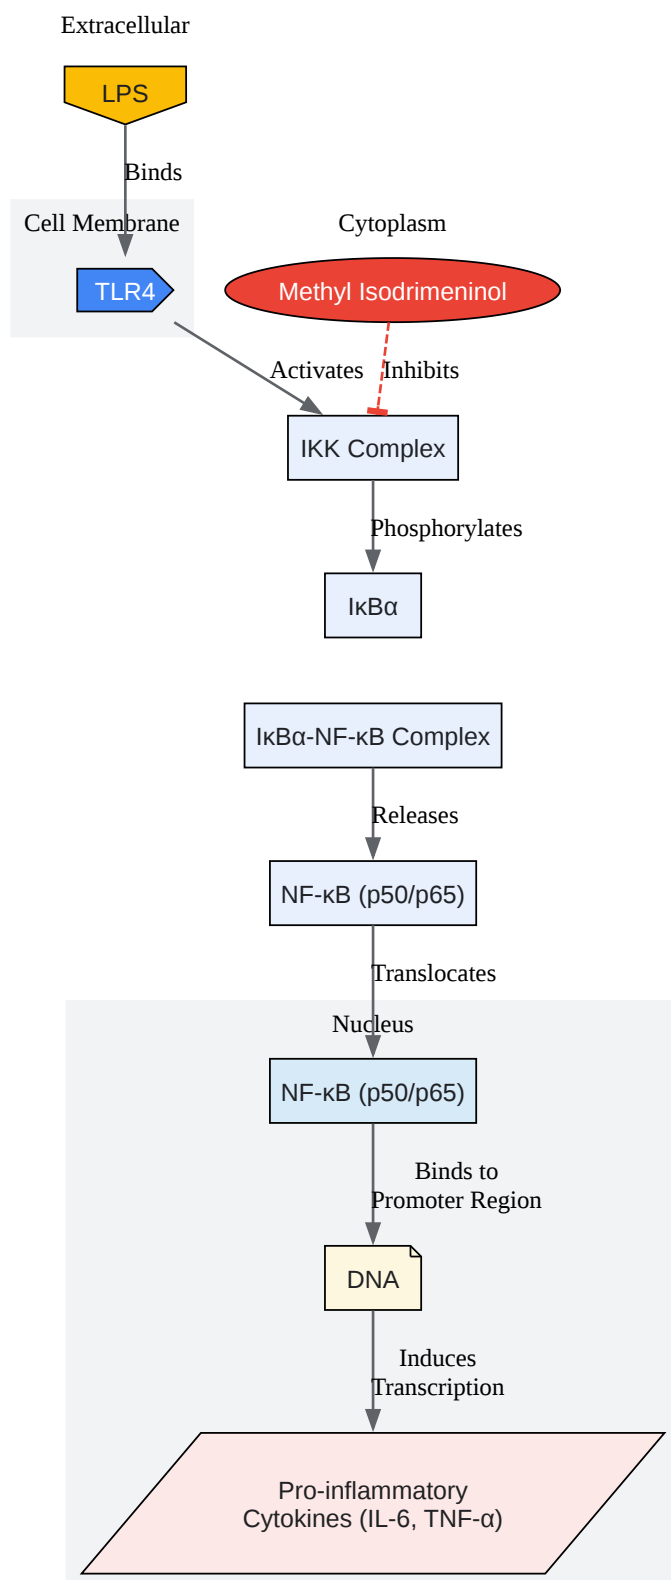 Extracellular
LPS
Binds
Cell Membrane
Cytoplasm
TLR4
Methyl Isodrimeninol
Activates
Inhibits
IKK Complex
Phosphorylates
IκBα
IκBα-NF-κB Complex
Releases
NF-κB (p50/p65)
Translocates
Nucleus
NF-κB (p50/p65)
Binds to
Promoter Region
DNA
Induces
Transcription
Pro-inflammatory
Cytokines (IL-6, TNF-α)